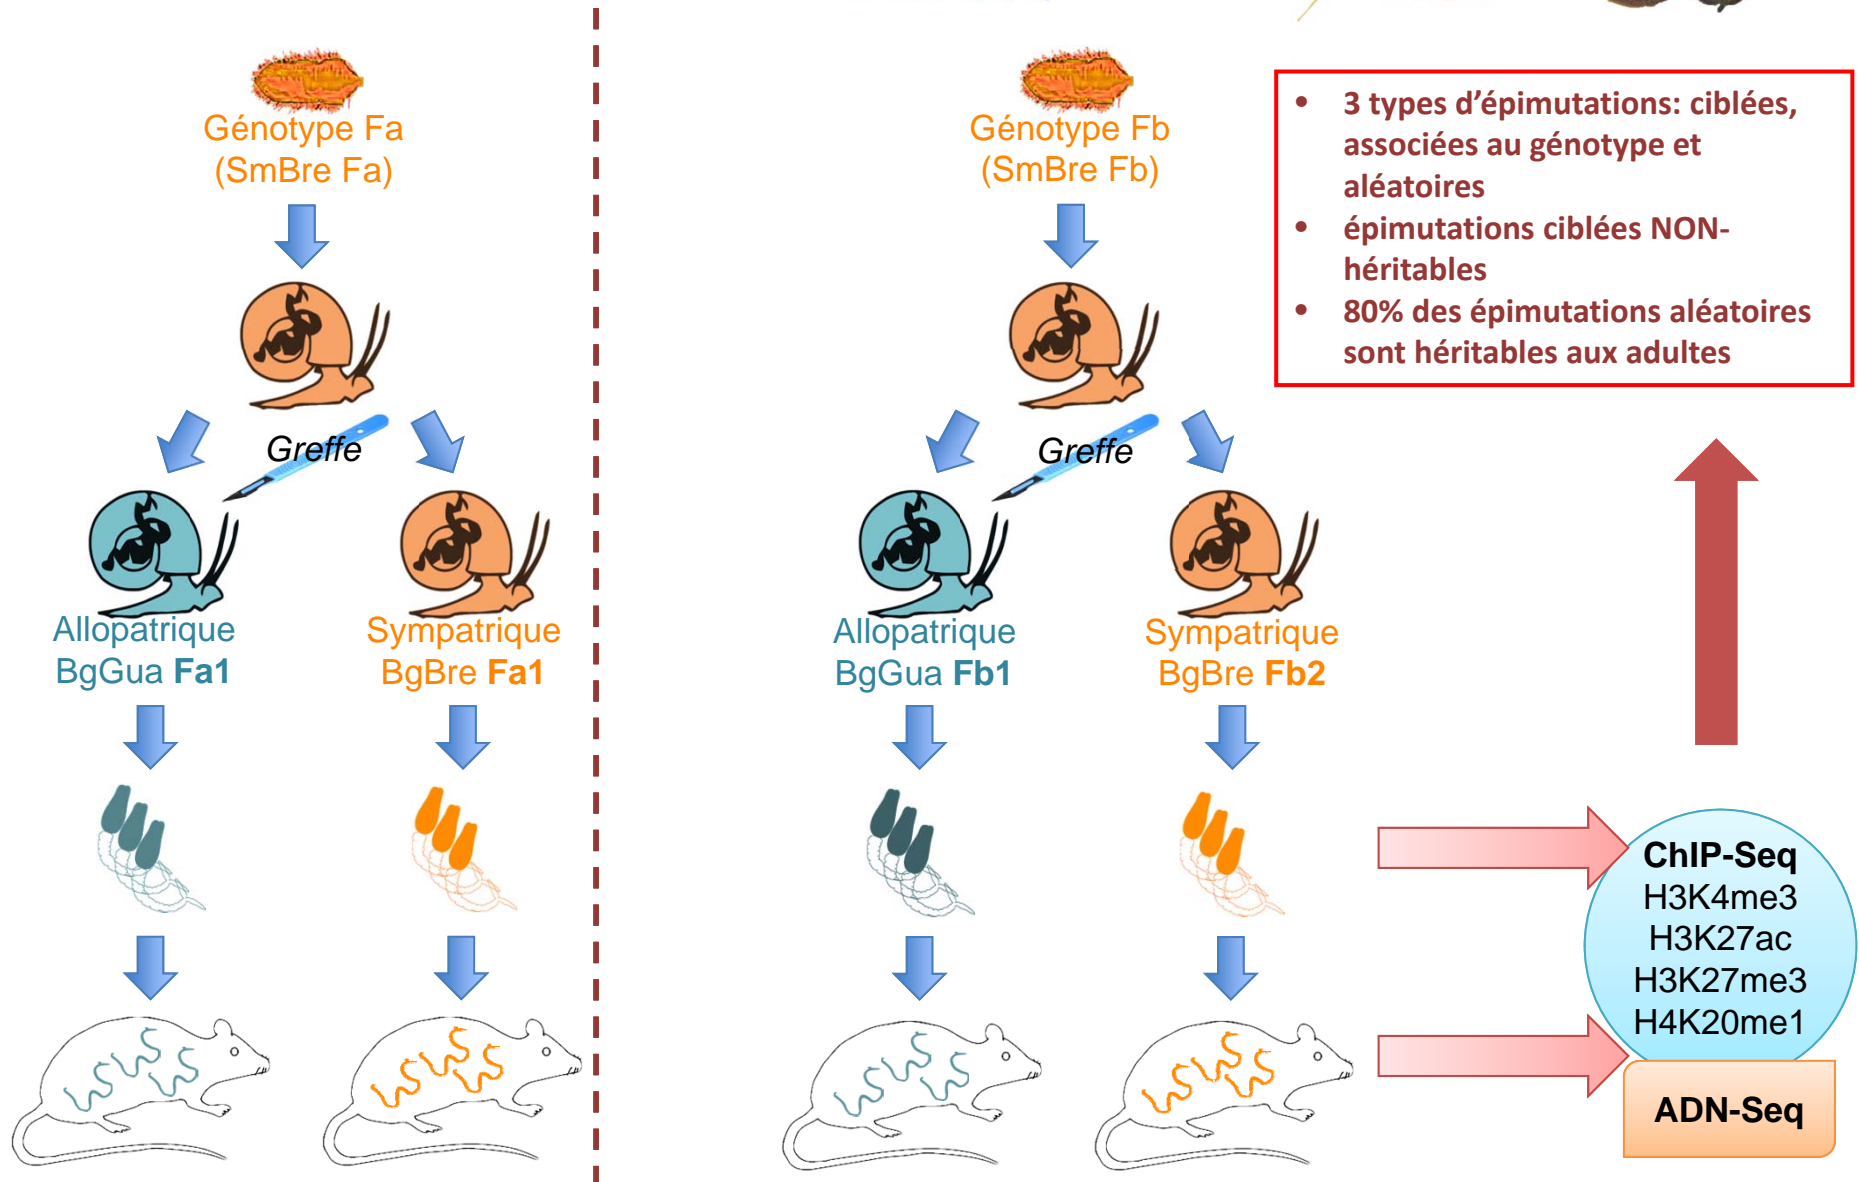 Génotype Fa
(SmBre Fa)
Greffe
Allopatrique
BgGua Fa1
Sympatrique
BgBre Fa1
Génotype Fb
(SmBre Fb)
Greffe
Allopatrique
BgGua Fb1
Sympatrique
BgBre Fb2
• 3 types d’épimutations: ciblées,
associées au génotype et
aléatoires
• épimutations ciblées NON-
héritables
• 80% des épimutations aléatoires
sont héritables aux adultes
ChIP-Seq
H3K4me3
H3K27ac
H3K27me3
H4K20me1
ADN-Seq